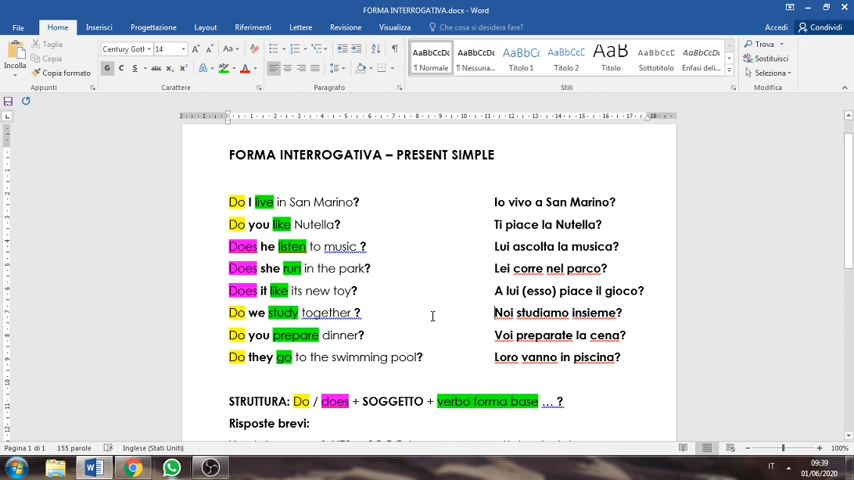 FORMA INTERROGATIVA.docx - Word
File Home Inserisci Progettazione Layout Riferimenti Lettere Revisione Visualizza Che cosa si desidera fare? Accedi Condividi
Incolla
Taglia
Copia
Copia formato
Century Gotl 14 Aa
G C S abc x₂ x² A A
AaBbCcDc AaBbCcDc AaBbCc AaBbCcC AaB AaBbCcC AaBbCcDc
¶ Normale ¶ Nessuna... Titolo 1 Titolo 2 Titolo Sottotitolo Enfasi deli...
Trova
Sostituisci
Seleziona
Appunti Carattere Paragrafo Stili Modifica
FORMA INTERROGATIVA – PRESENT SIMPLE
Do I live in San Marino? Io vivo a San Marino?
Do you like Nutella? Ti piace la Nutella?
Does he listen to music ? Lui ascolta la musica?
Does she run in the park? Lei corre nel parco?
Does it like its new toy? A lui (esso) piace il gioco?
Do we study together ? Noi studiamo insieme?
Do you prepare dinner? Voi preparate la cena?
Do they go to the swimming pool? Loro vanno in piscina?
STRUTTURA: Do / does + SOGGETTO + verbo forma base ... ?
Risposte brevi:
Pagina 1 di 1 155 parole Inglese (Stati Uniti) 100%
IT 09:39
01/06/2020